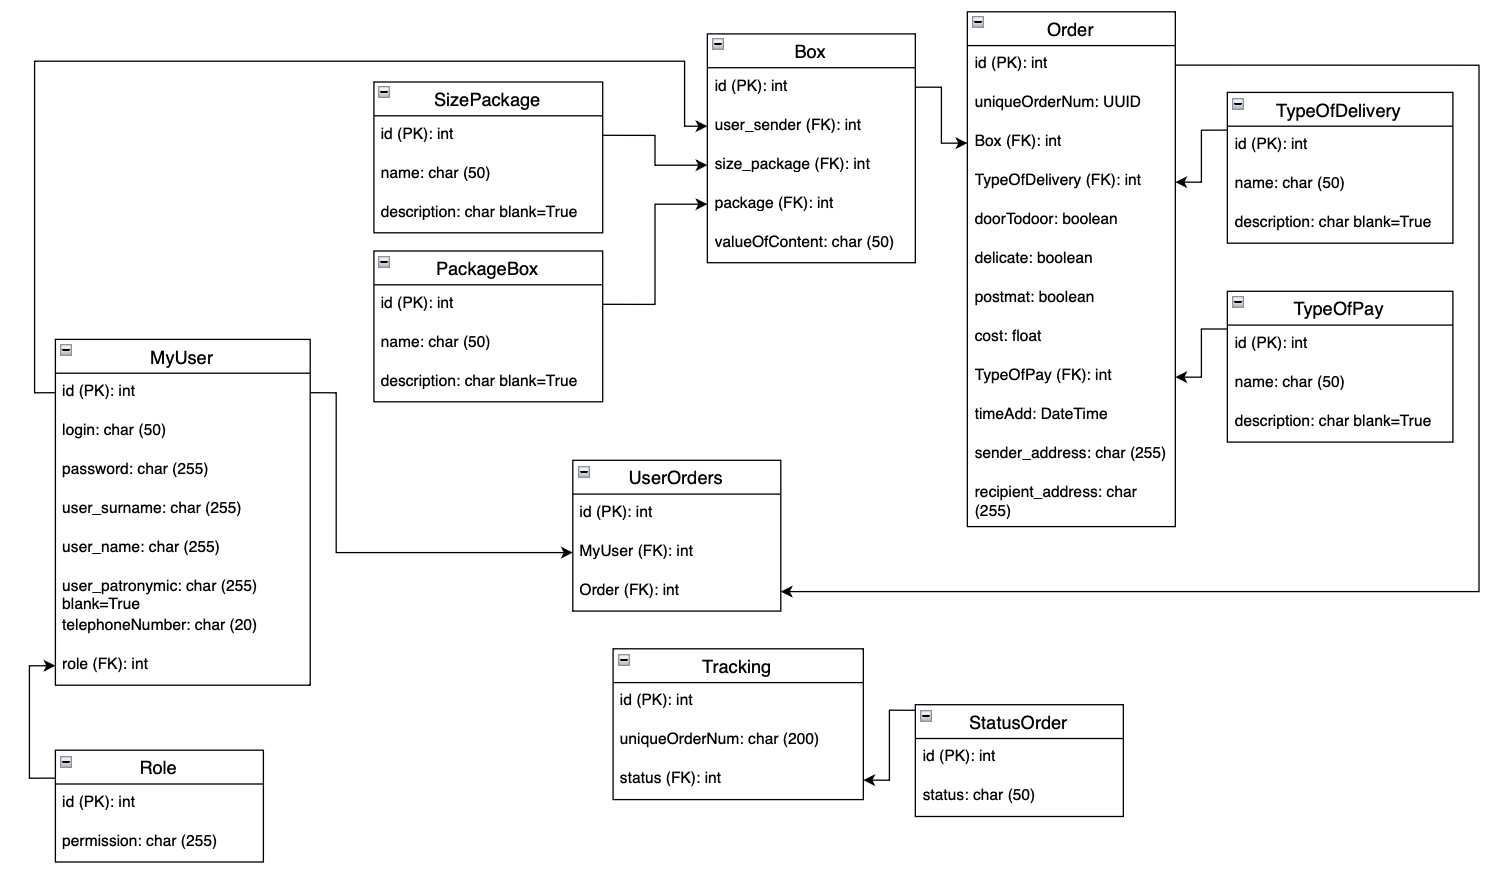 Box
id (PK): int
user_sender (FK): int
size_package (FK): int
package (FK): int
valueOfContent: char (50)
Order
id (PK): int
uniqueOrderNum: UUID
Box (FK): int
TypeOfDelivery (FK): int
doorTodoor: boolean
delicate: boolean
postmat: boolean
cost: float
TypeOfPay (FK): int
timeAdd: DateTime
sender_address: char (255)
recipient_address: char
(255)
SizePackage
id (PK): int
name: char (50)
description: char blank=True
TypeOfDelivery
id (PK): int
name: char (50)
description: char blank=True
PackageBox
id (PK): int
name: char (50)
description: char blank=True
TypeOfPay
id (PK): int
name: char (50)
description: char blank=True
MyUser
id (PK): int
login: char (50)
password: char (255)
user_surname: char (255)
user_name: char (255)
user_patronymic: char (255)
blank=True
telephoneNumber: char (20)
role (FK): int
UserOrders
id (PK): int
MyUser (FK): int
Order (FK): int
Tracking
id (PK): int
uniqueOrderNum: char (200)
status (FK): int
StatusOrder
id (PK): int
status: char (50)
Role
id (PK): int
permission: char (255)